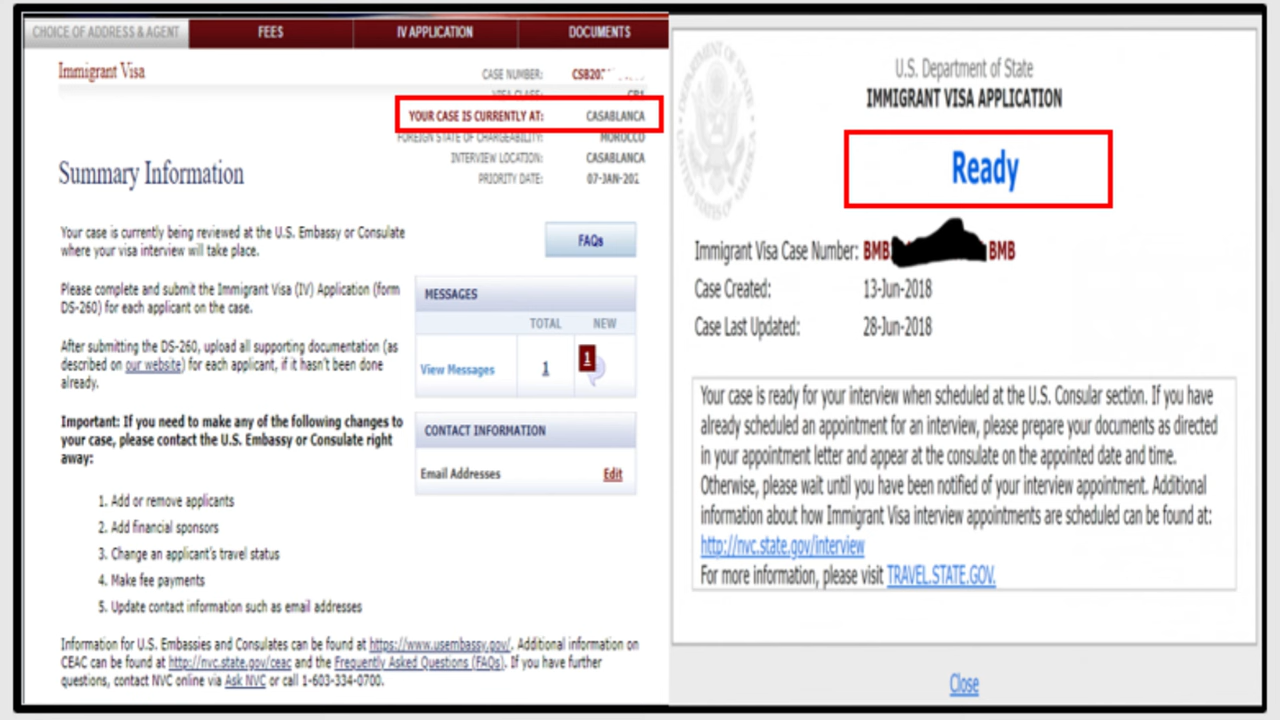 CHOICE OF ADDRESS & AGENT
FEES
IV APPLICATION
DOCUMENTS
Immigrant Visa
CASE NUMBER: CSB20
VISA CLASS: CR1
YOUR CASE IS CURRENTLY AT: CASABLANCA
FOREIGN STATE OF CHARGEABILITY: MOROCCO
INTERVIEW LOCATION: CASABLANCA
PRIORITY DATE: 07-JAN-202
Summary Information
Your case is currently being reviewed at the U.S. Embassy or Consulate
where your visa interview will take place.
Please complete and submit the Immigrant Visa (IV) Application (form
DS-260) for each applicant on the case.
After submitting the DS-260, upload all supporting documentation (as
described on our website) for each applicant, if it hasn't been done
already.
Important: If you need to make any of the following changes to
your case, please contact the U.S. Embassy or Consulate right
away:
1. Add or remove applicants
2. Add financial sponsors
3. Change an applicant's travel status
4. Make fee payments
5. Update contact information such as email addresses
Information for U.S. Embassies and Consulates can be found at https://www.usembassy.gov/. Additional information on
CEAC can be found at http://nvc.state.gov/ceac and the Frequently Asked Questions (FAQs). If you have further
questions, contact NVC online via Ask NVC or call 1-603-334-0700.
FAQs
MESSAGES
TOTAL NEW
View Messages 1 1
CONTACT INFORMATION
Email Addresses Edit
U.S. Department of State
IMMIGRANT VISA APPLICATION
Ready
Immigrant Visa Case Number: BMB BMB
Case Created: 13-Jun-2018
Case Last Updated: 28-Jun-2018
Your case is ready for your interview when scheduled at the U.S. Consular section. If you have
already scheduled an appointment for an interview, please prepare your documents as directed
in your appointment letter and appear at the consulate on the appointed date and time.
Otherwise, please wait until you have been notified of your interview appointment. Additional
information about how Immigrant Visa interview appointments are scheduled can be found at:
http://nvc.state.gov/interview
For more information, please visit TRAVEL.STATE.GOV.
Close